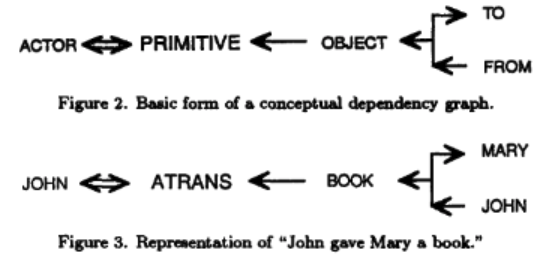 TO
ACTOR PRIMITIVE OBJECT
FROM
Figure 2. Basic form of a conceptual dependency graph.
MARY
JOHN ATRANS BOOK
JOHN
Figure 3. Representation of “John gave Mary a book.”